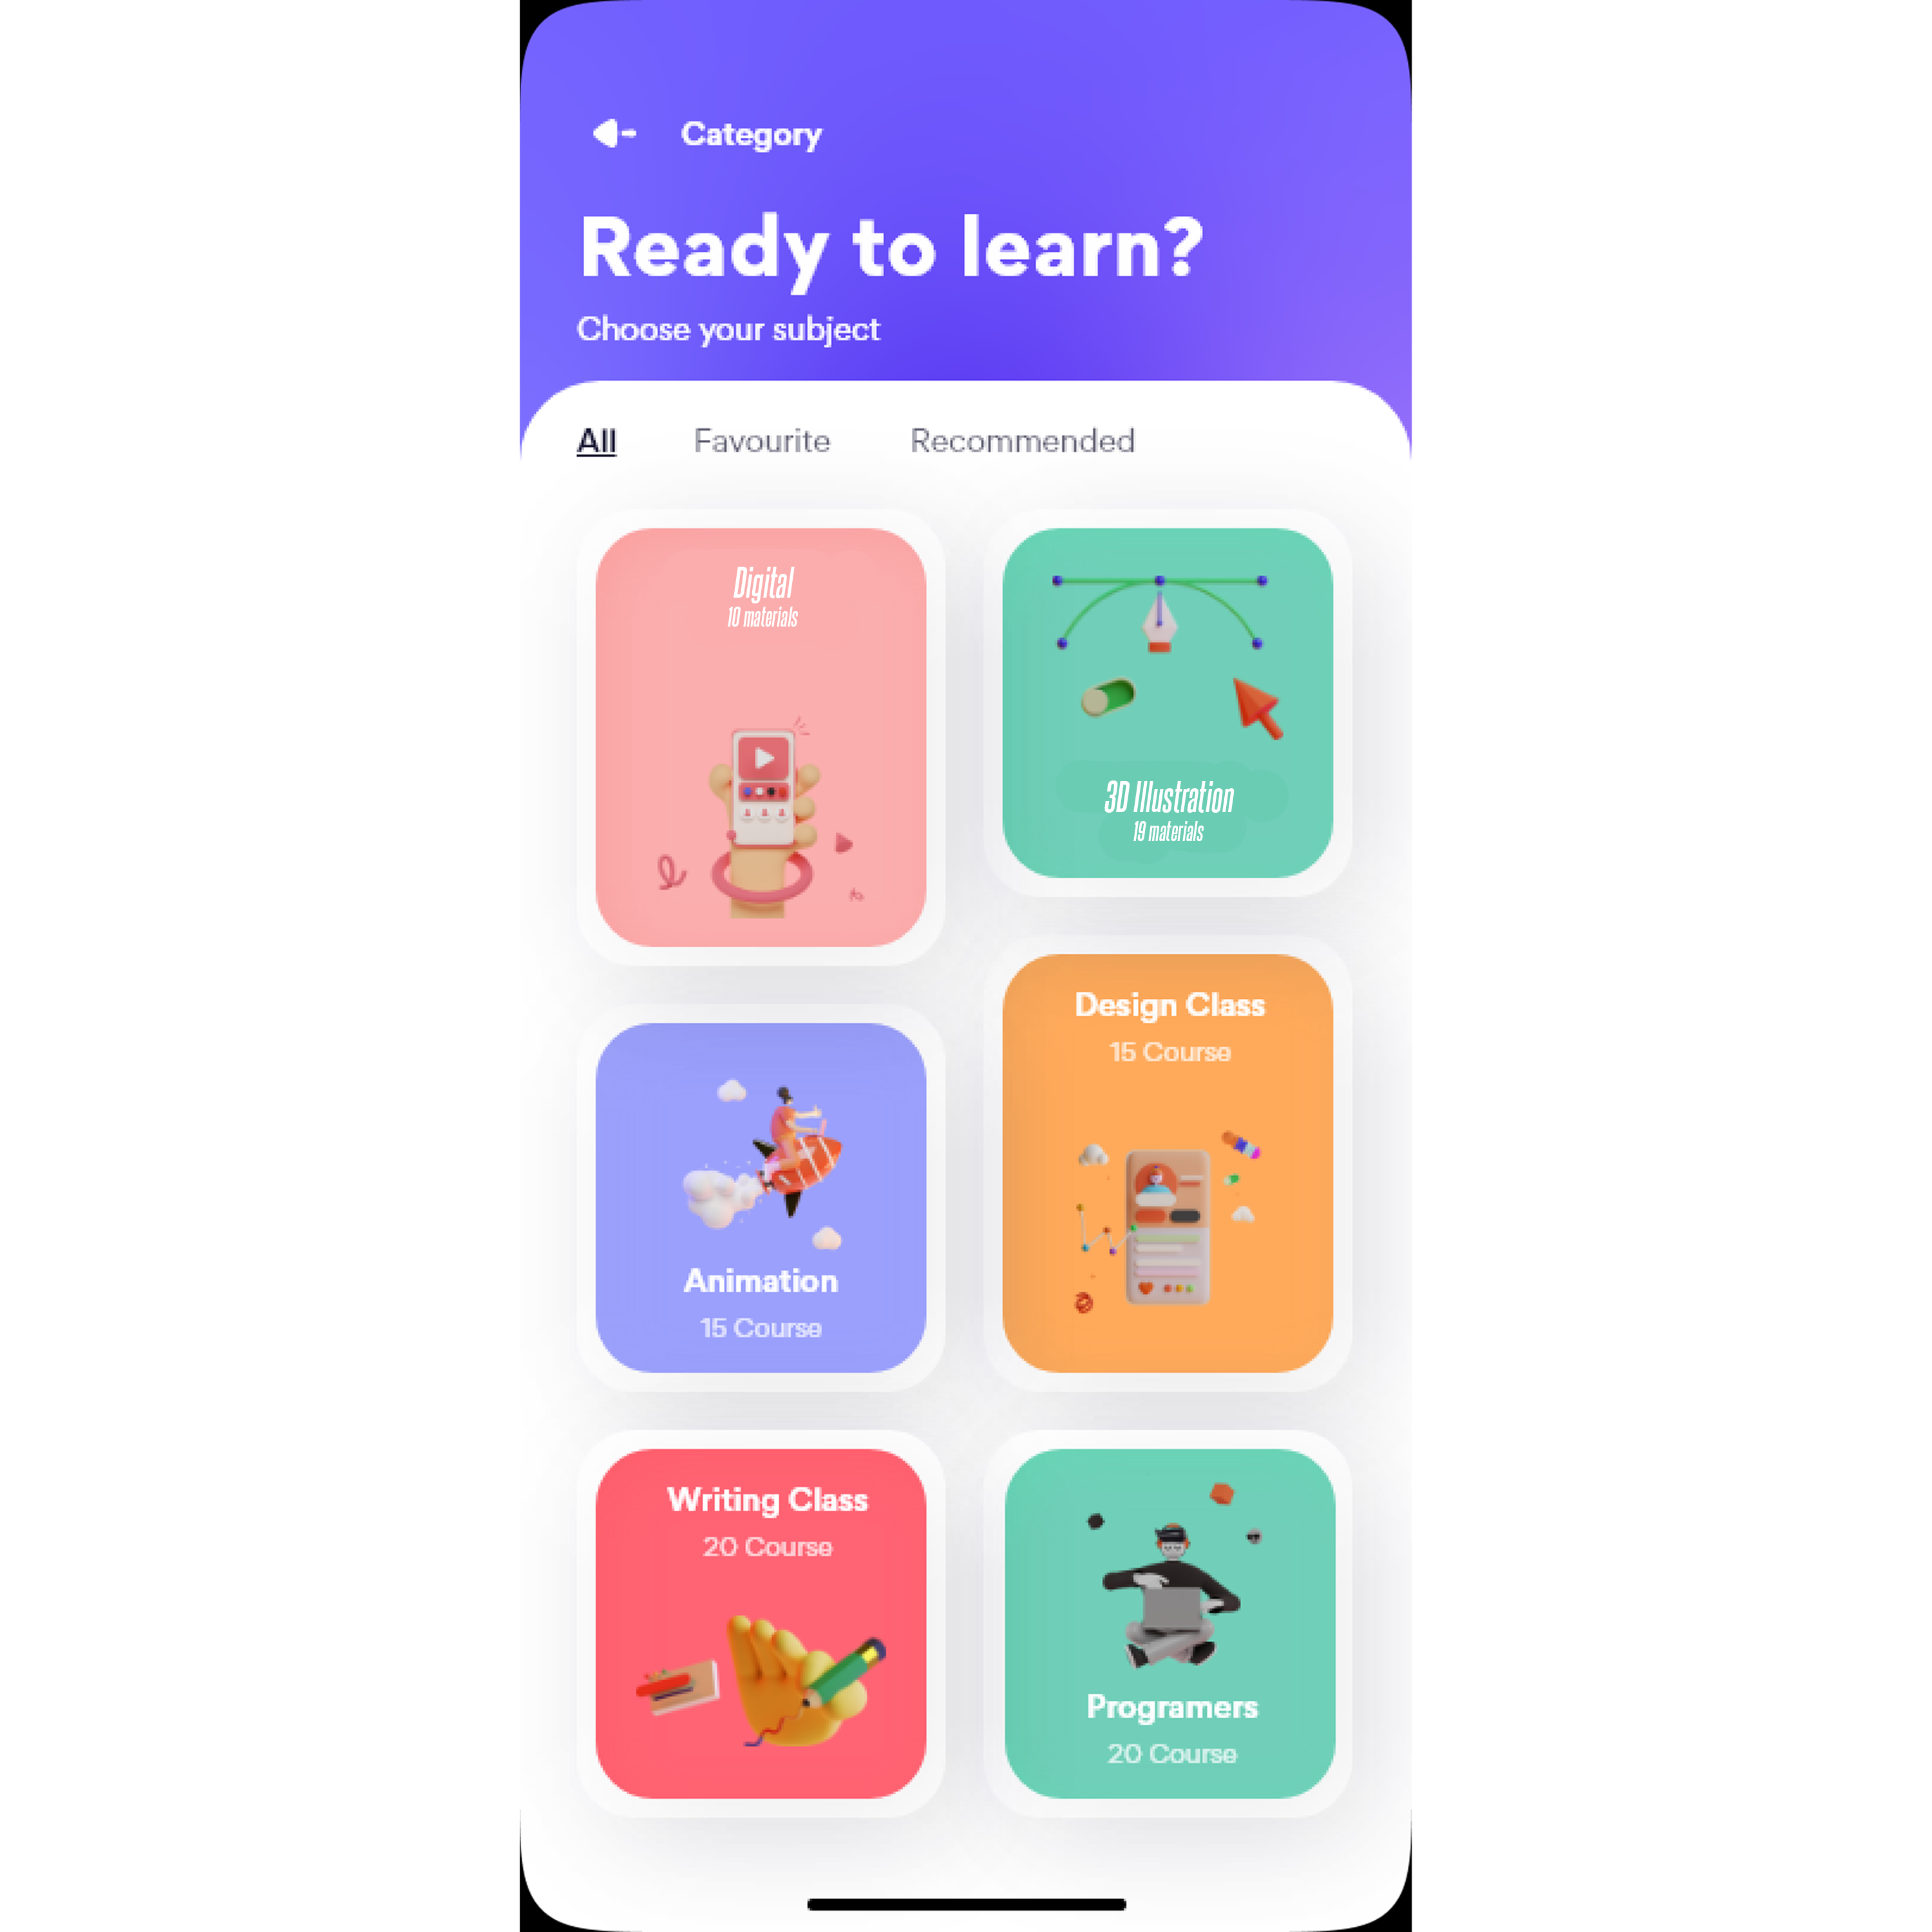 Category
Ready to learn?
Choose your subject
All Favourite Recommended
Digital
10 materials
3D Illustration
19 materials
Design Class
15 Course
Animation
15 Course
Writing Class
20 Course
Programers
20 Course